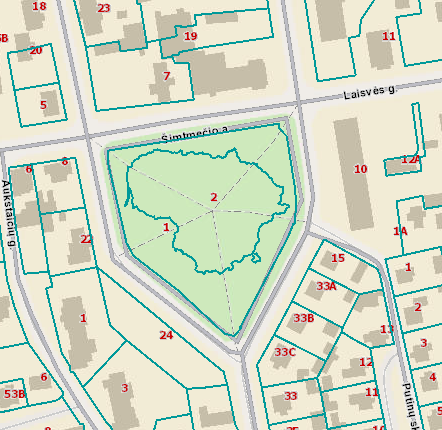 18
23
19
11
20
7
5
Laisvės g.
Šimtmečio a.
8
6
10
12A
Aukštaičių g.
2
1
1A
22
15
1
33A
2
1
33B
13
24
3
33C
12
6
4
53B
3
33
11
Putinų